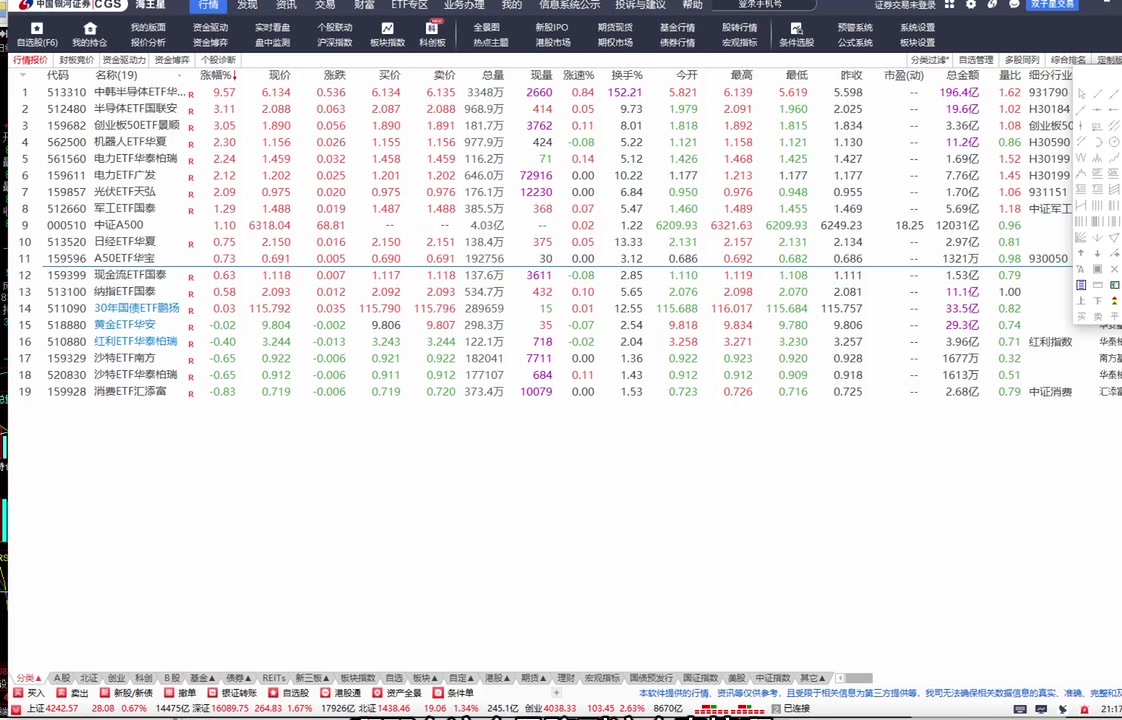 中国银河证券 CGS 海王星 行情 发现 资讯 交易 财富 ETF专区 业务办理 我的 信息系统公示 投诉与建议 帮助 登录手机号 证券交易未登录 双子星交易
我的版面 资金驱动 实时看盘 个股联动 全景图 新股IPO 期指现货 基金行情 股转行情 预警系统 系统设置
自选股(F6) 我的持仓 报价分析 资金博弈 盘中监测 沪深指数 板块指数 科创板 热点主题 港股市场 期权市场 债券行情 宏观指标 条件选股 公式系统 板块设置
行情报价 封板竞价 资金驱动力 资金博弈 个股诊断 分类过滤* 自选管理 多股同列 综合排名 定制版
代码 名称(19) 涨幅%↓ 现价 涨跌 买价 卖价 总量 现量 涨速% 换手% 今开 最高 最低 昨收 市盈(动) 总金额 量比 细分行业
1 513310 中韩半导体ETF华... R 9.57 6.134 0.536 6.134 6.135 3348万 2660 0.84 152.21 5.821 6.139 5.619 5.598 -- 196.4亿 1.62 931790
2 512480 半导体ETF国联安 R 3.11 2.088 0.063 2.087 2.088 968.9万 414 0.05 9.73 1.979 2.091 1.960 2.025 -- 19.6亿 1.02 H30184
3 159682 创业板50ETF景顺 R 3.05 1.890 0.056 1.890 1.891 181.7万 3762 0.11 8.01 1.818 1.892 1.815 1.834 -- 3.36亿 1.08 创业板50
4 562500 机器人ETF华夏 R 2.30 1.156 0.026 1.155 1.156 977.9万 424 -0.08 5.22 1.121 1.158 1.121 1.130 -- 11.2亿 0.86 H30590
5 561560 电力ETF华泰柏瑞 R 2.24 1.459 0.032 1.458 1.459 116.2万 71 0.14 5.12 1.426 1.468 1.425 1.427 -- 1.69亿 1.52 H30199
6 159611 电力ETF广发 R 2.12 1.202 0.025 1.201 1.202 646.0万 72916 0.00 10.22 1.177 1.213 1.177 1.177 -- 7.76亿 1.45 H30199
7 159857 光伏ETF天弘 R 2.09 0.975 0.020 0.975 0.976 176.1万 12230 0.00 6.84 0.950 0.976 0.948 0.955 -- 1.70亿 1.06 931151
8 512660 军工ETF国泰 R 1.29 1.488 0.019 1.487 1.488 385.5万 368 0.07 5.47 1.460 1.489 1.455 1.469 -- 5.69亿 1.18 中证军工
9 000510 中证A500 1.10 6318.04 68.81 -- -- 4.03亿 -- 0.02 1.22 6209.93 6321.63 6209.93 6249.23 18.25 12031亿 0.96
10 513520 日经ETF华夏 R 0.75 2.150 0.016 2.150 2.151 138.4万 375 0.05 13.33 2.131 2.157 2.131 2.134 -- 2.97亿 0.81
11 159596 A50ETF华宝 R 0.73 0.691 0.005 0.690 0.691 192756 30 0.00 3.12 0.686 0.691 0.682 0.686 -- 1321万 0.98 930050
12 159399 现金流ETF国泰 R 0.63 1.118 0.007 1.117 1.118 137.6万 3611 -0.08 2.85 1.110 1.119 1.108 1.111 -- 1.53亿 0.79
13 513100 纳指ETF国泰 R 0.58 2.093 0.012 2.092 2.093 534.7万 432 0.10 5.65 2.076 2.098 2.070 2.081 -- 11.1亿 1.00
14 511090 30年国债ETF鹏扬 R 0.03 115.792 0.035 115.790 115.796 289659 15 0.01 12.55 115.688 116.017 115.684 115.757 -- 33.5亿 0.82
15 518880 黄金ETF华安 R -0.02 9.804 -0.002 9.806 9.807 298.3万 35 -0.07 2.54 9.818 9.834 9.780 9.806 -- 29.3亿 0.74
16 510880 红利ETF华泰柏瑞 R -0.40 3.244 -0.013 3.243 3.244 122.1万 718 -0.02 2.04 3.258 3.271 3.230 3.257 -- 3.96亿 0.71 红利指数 华泰柏
17 159329 沙特ETF南方 R -0.65 0.922 -0.006 0.921 0.922 182041 7711 0.00 1.36 0.922 0.923 0.920 0.928 -- 1677万 0.32 南方基
18 520830 沙特ETF华泰柏瑞 R -0.65 0.912 -0.006 0.911 0.912 177107 684 0.11 1.43 0.912 0.912 0.909 0.918 -- 1613万 0.51 华泰柏
19 159928 消费ETF汇添富 R -0.83 0.719 -0.006 0.719 0.720 373.4万 10079 0.00 1.53 0.723 0.726 0.716 0.725 -- 2.68亿 0.79 中证消费 汇添富
分类▲ A股 北证 创业 科创 B股 基金▲ 债券▲ REITs 新三板▲ 板块指数 自选 板块▲ 自定▲ 港股▲ 期货▲ 理财 宏观指标 国债预发行 国证指数 美股 中证指数 其它▲
买入 卖出 新股/新债 撤单 银证转账 自选股 港股通 资产全景 条件单 本软件提供的行情、资讯等仅供参考，且受限于相关信息为第三方提供等，我司无法确保相关数据信息的真实、准确、完整和及
上证4242.57 28.08 0.67% 14475亿 深证16089.75 264.83 1.67% 17926亿 北证1438.46 19.06 1.34% 245.1亿 创业4038.33 103.45 2.63% 8670亿 2 已连接 21:17